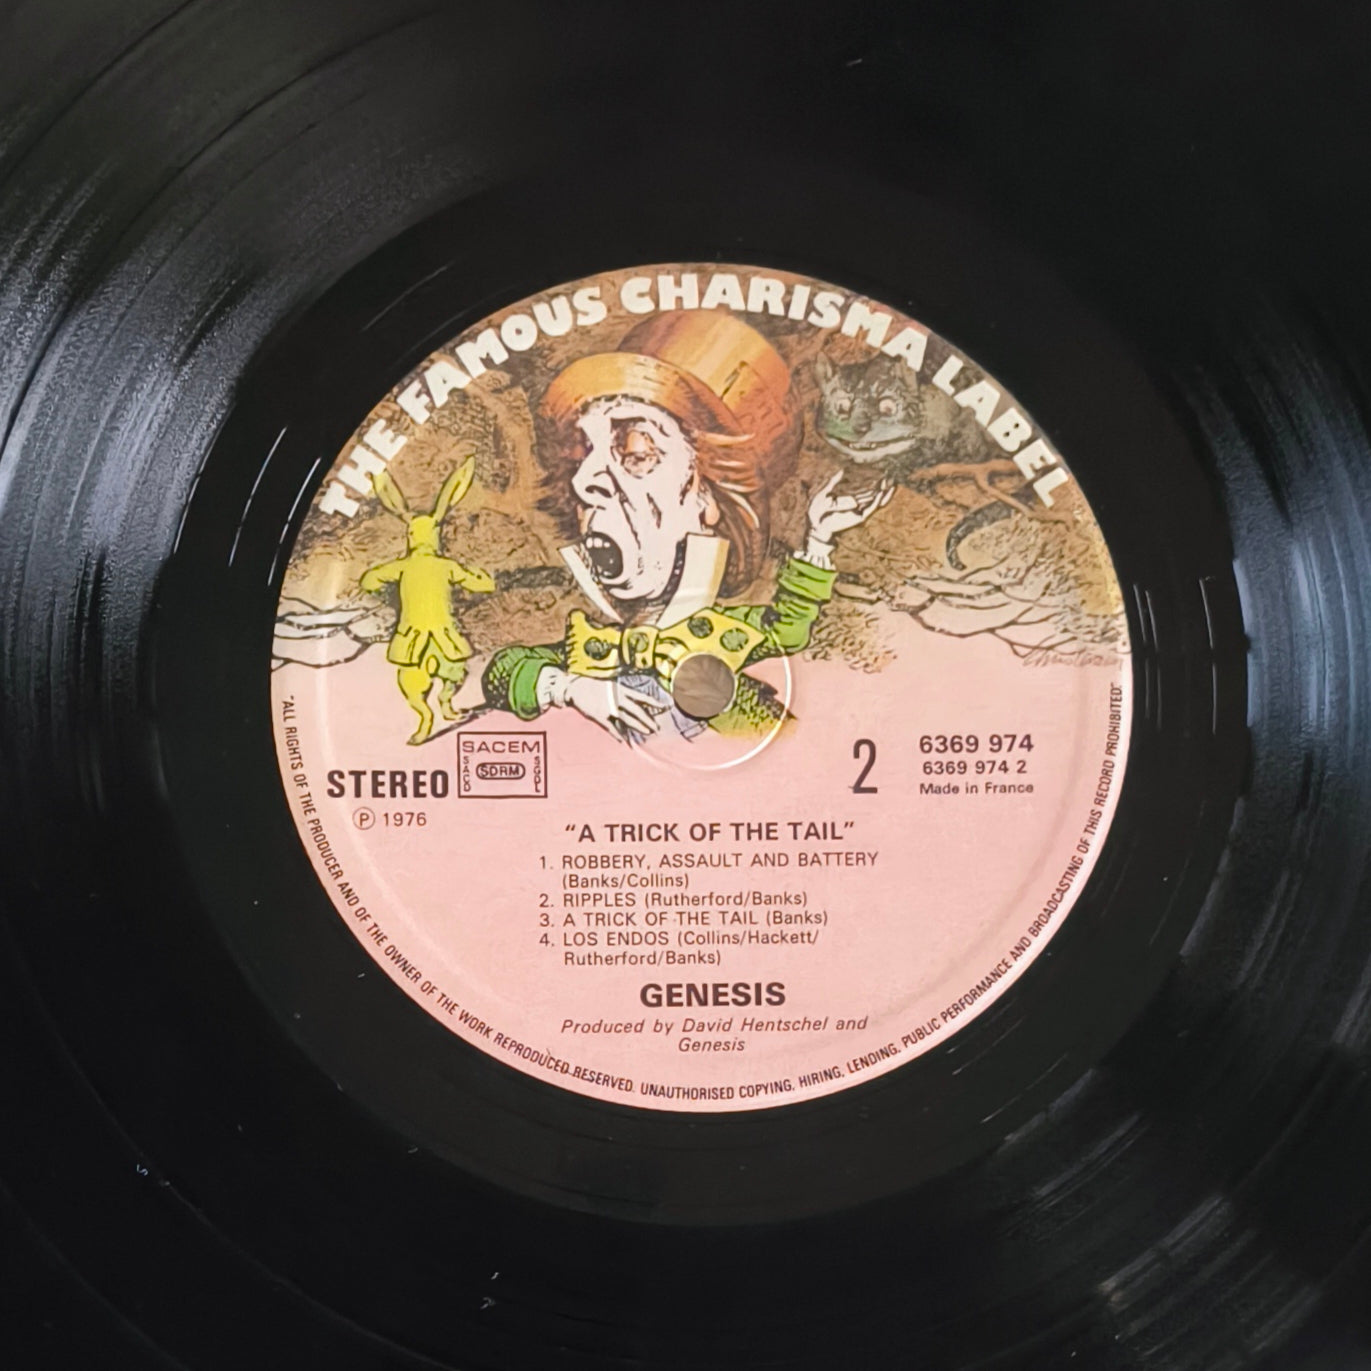 THE FAMOUS CHARISMA LABEL
STEREO
SACEM
SACD
SDRM
SGDL
℗ 1976
2
6369 974
6369 974 2
Made in France
"A TRICK OF THE TAIL"
1. ROBBERY, ASSAULT AND BATTERY
(Banks/Collins)
2. RIPPLES (Rutherford/Banks)
3. A TRICK OF THE TAIL (Banks)
4. LOS ENDOS (Collins/Hackett/
Rutherford/Banks)
GENESIS
Produced by David Hentschel and
Genesis
"ALL RIGHTS OF THE PRODUCER AND OF THE OWNER OF THE WORK REPRODUCED RESERVED. UNAUTHORISED COPYING, HIRING, LENDING, PUBLIC PERFORMANCE AND BROADCASTING OF THIS RECORD PROHIBITED"